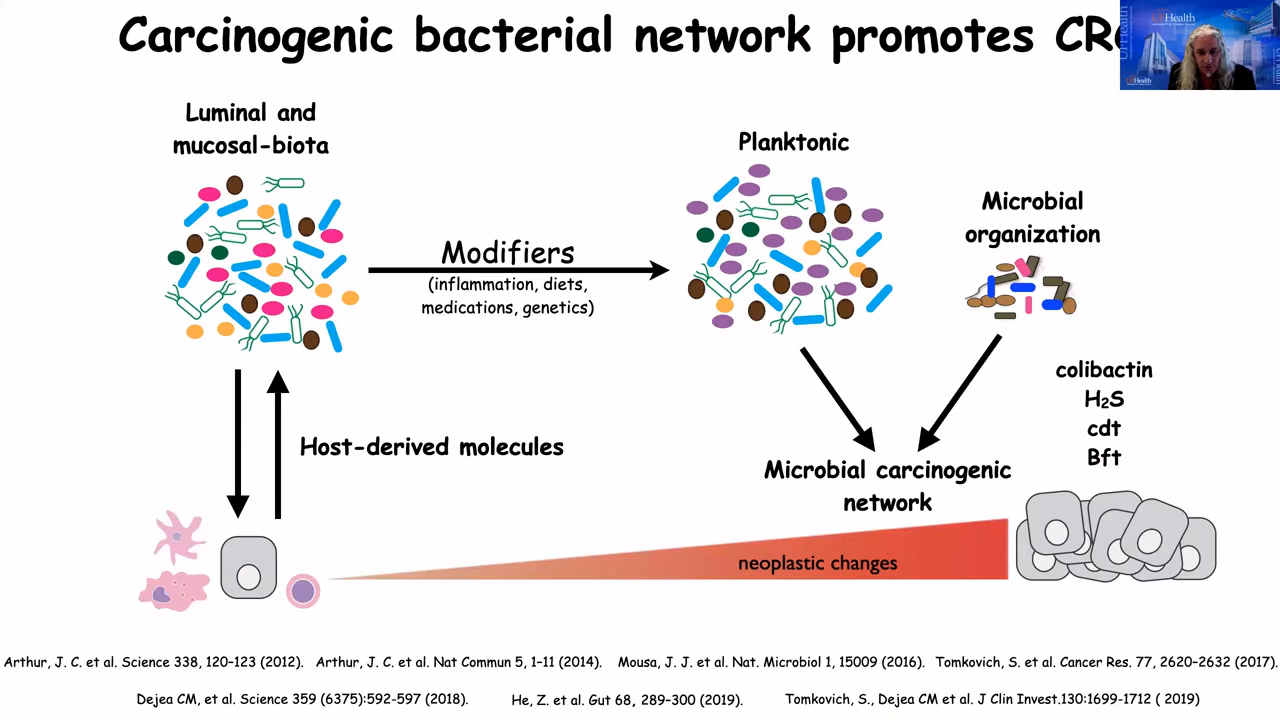 Carcinogenic bacterial network promotes CR
UFHealth
UFHealth
Luminal and
mucosal-biota
Planktonic
Microbial
organization
Modifiers
(inflammation, diets,
medications, genetics)
colibactin
H₂S
cdt
Bft
Host-derived molecules
Microbial carcinogenic
network
neoplastic changes
Arthur, J. C. et al. Science 338, 120–123 (2012). Arthur, J. C. et al. Nat Commun 5, 1–11 (2014). Mousa, J. J. et al. Nat. Microbiol 1, 15009 (2016). Tomkovich, S. et al. Cancer Res. 77, 2620–2632 (2017).
Dejea CM, et al. Science 359 (6375):592-597 (2018). He, Z. et al. Gut 68, 289–300 (2019). Tomkovich, S., Dejea CM et al. J Clin Invest.130:1699-1712 ( 2019)